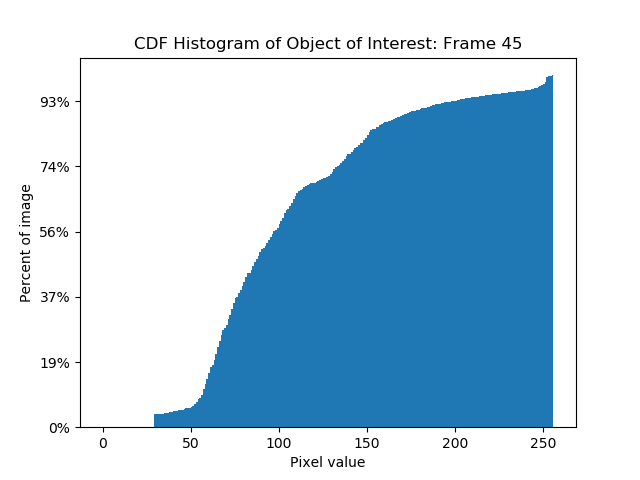 CDF Histogram of Object of Interest: Frame 45
93%
74%
56%
37%
19%
0%
Percent of image
0 50 100 150 200 250
Pixel value